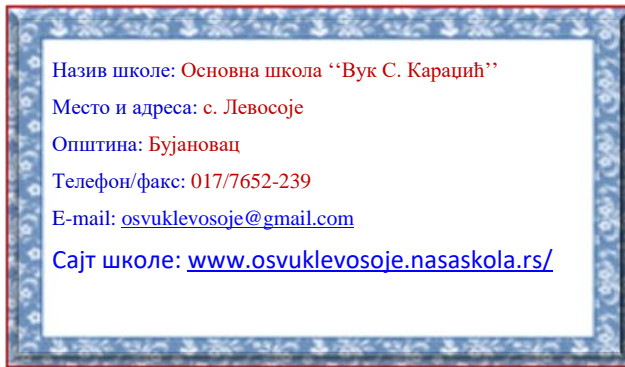 Назив школе: Основна школа ‘‘Вук С. Караџић’’
Место и адреса: с. Левосоје
Општина: Бујановац
Телефон/факс: 017/7652-239
E-mail: osvuklevosoje@gmail.com
Сајт школе: www.osvuklevosoje.nasaskola.rs/